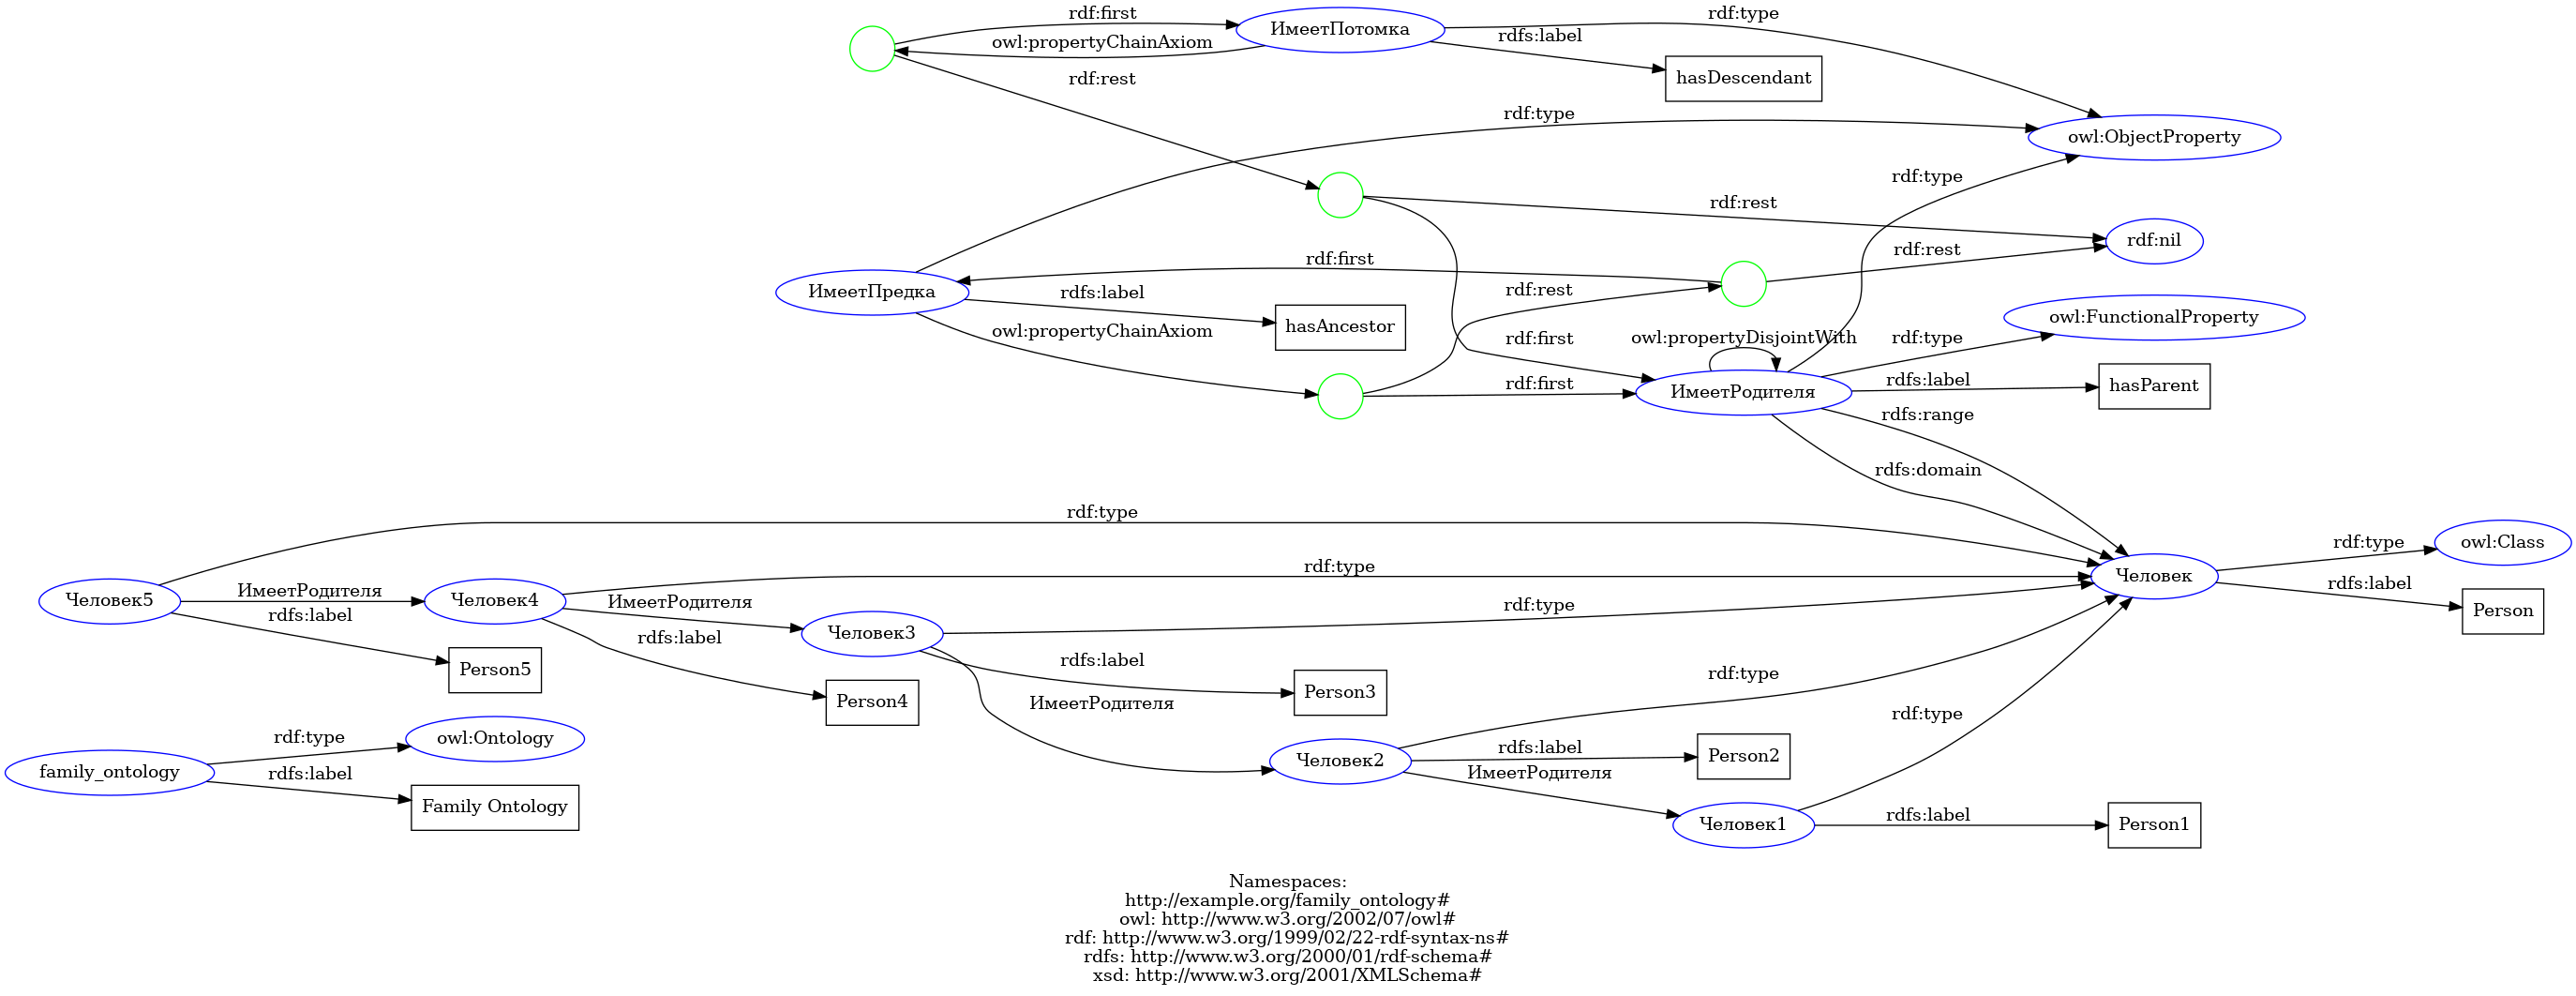 rdf:first
ИмеетПотомка
rdf:type
owl:propertyChainAxiom
rdfs:label
rdf:rest
hasDescendant
rdf:type
owl:ObjectProperty
rdf:type
rdf:rest
rdf:nil
rdf:first
rdf:rest
ИмеетПредка
rdfs:label
rdf:rest
hasAncestor
owl:FunctionalProperty
owl:propertyChainAxiom
rdf:first
owl:propertyDisjointWith
rdf:type
rdf:first
ИмеетРодителя
rdfs:label
hasParent
rdfs:range
rdfs:domain
rdf:type
owl:Class
rdf:type
rdf:type
Человек
rdfs:label
Person
Человек5
ИмеетРодителя
Человек4
ИмеетРодителя
rdf:type
rdfs:label
rdfs:label
Человек3
Person5
rdfs:label
rdf:type
Person4
Person3
ИмеетРодителя
rdf:type
family_ontology
rdf:type
owl:Ontology
rdfs:label
Family Ontology
Человек2
rdfs:label
Person2
ИмеетРодителя
Человек1
rdfs:label
Person1
Namespaces:
http://example.org/family_ontology#
owl: http://www.w3.org/2002/07/owl#
rdf: http://www.w3.org/1999/02/22-rdf-syntax-ns#
rdfs: http://www.w3.org/2000/01/rdf-schema#
xsd: http://www.w3.org/2001/XMLSchema#